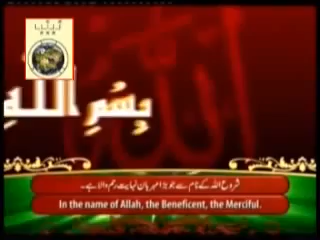 بِسْمِ اللّٰهِ
شروع اللہ کے نام سے جو بڑا مہربان نہایت رحم والا ہے۔
In the name of Allah, the Beneficent, the Merciful.